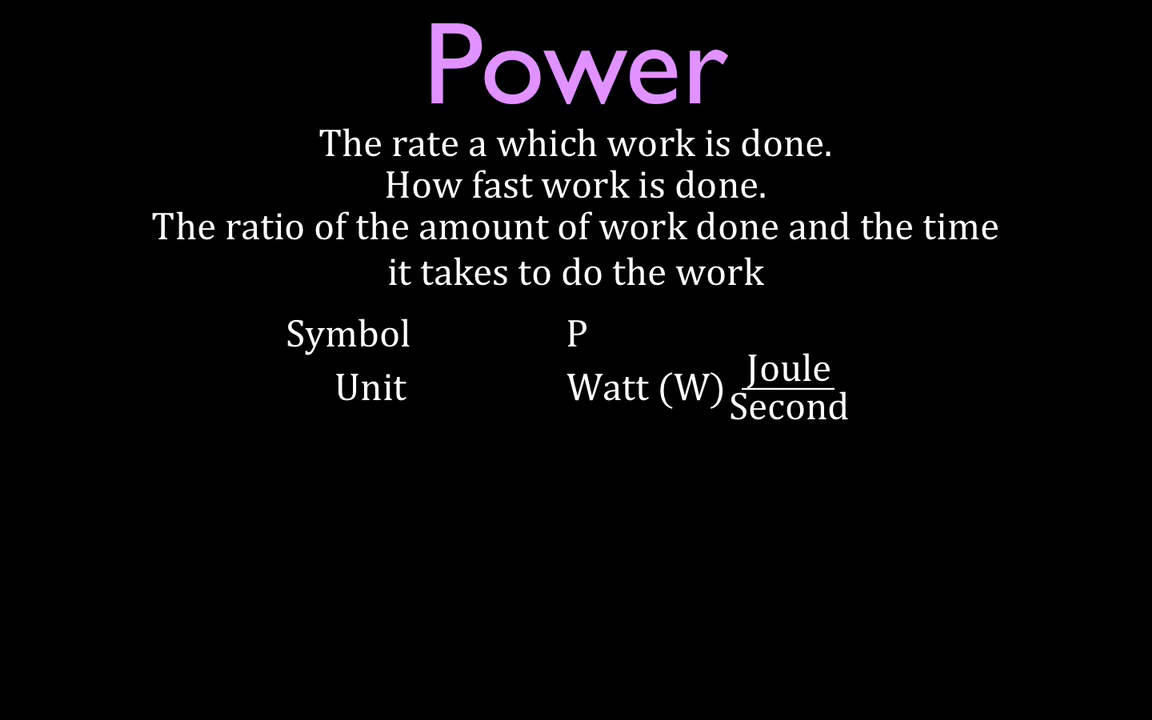 Power
The rate a which work is done.
How fast work is done.
The ratio of the amount of work done and the time
it takes to do the work
Symbol P
Unit Watt (W) Joule
Second